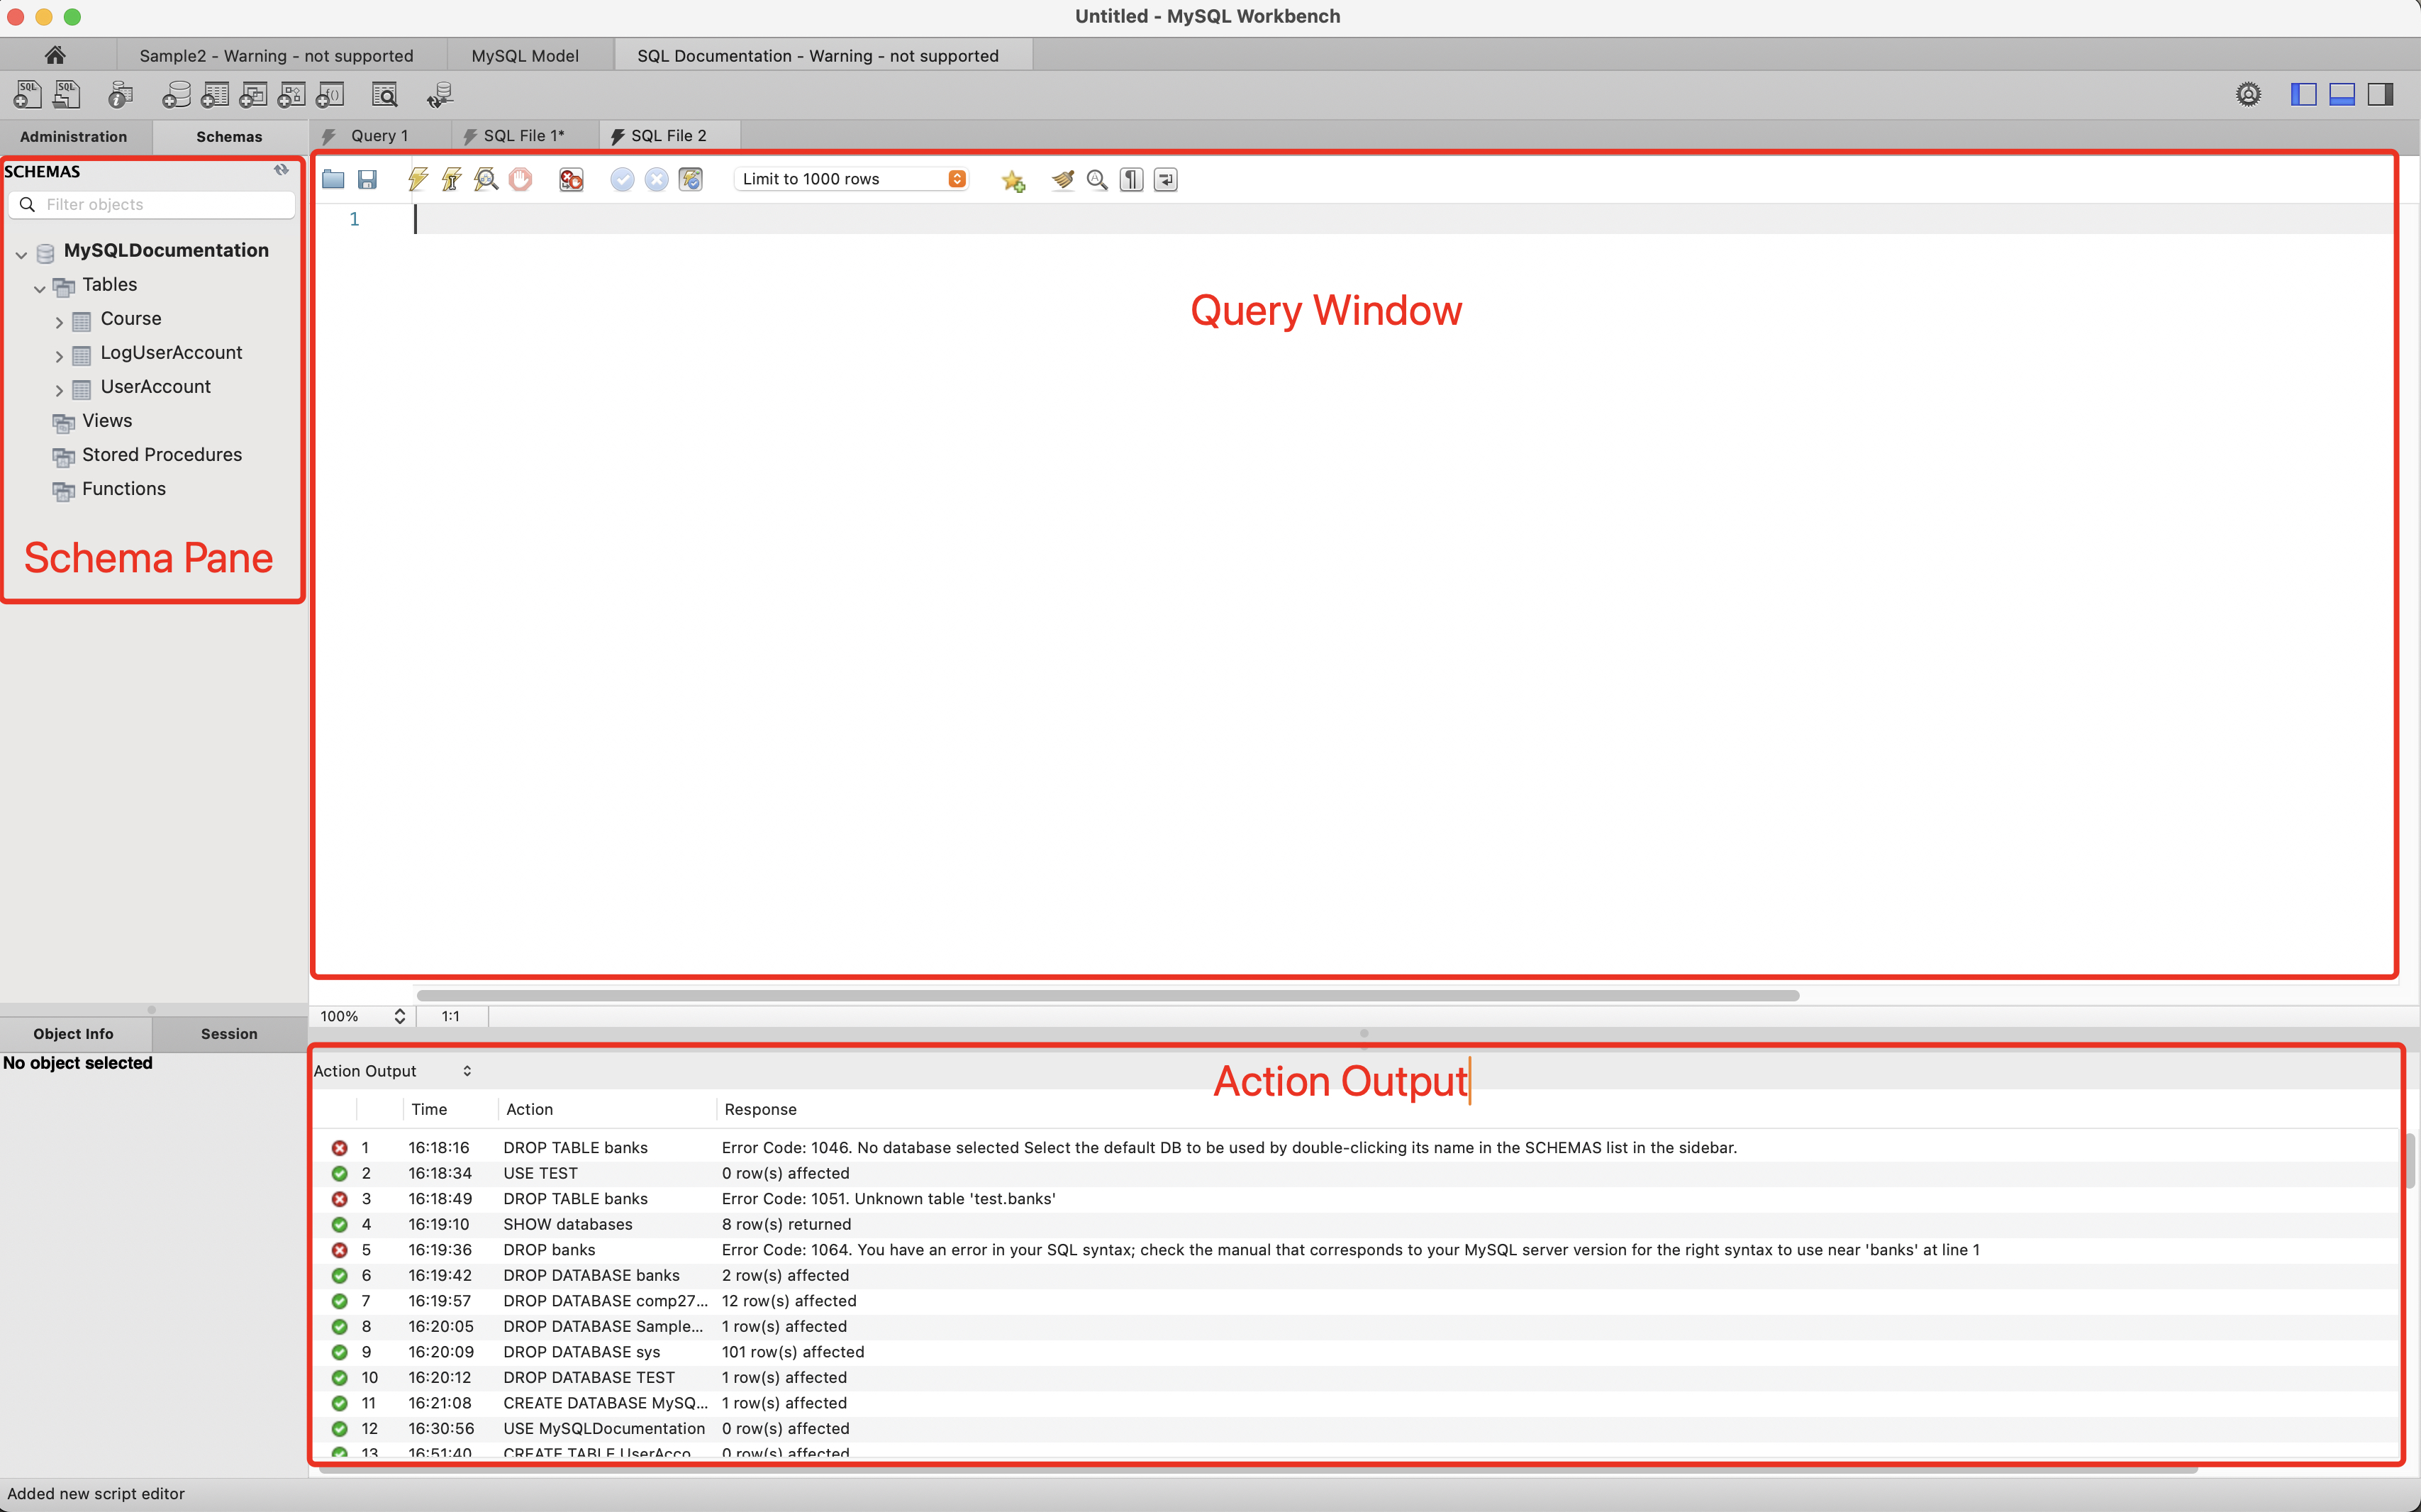 Untitled - MySQL Workbench
Sample2 - Warning - not supported
MySQL Model
SQL Documentation - Warning - not supported
SQL
SQL
Administration
Schemas
Query 1
SQL File 1*
SQL File 2
SCHEMAS
Filter objects
MySQLDocumentation
Tables
Course
LogUserAccount
UserAccount
Views
Stored Procedures
Functions
Schema Pane
Limit to 1000 rows
1
Query Window
100%
1:1
Object Info
Session
No object selected
Action Output
Action Output
Time Action Response
1 16:18:16 DROP TABLE banks Error Code: 1046. No database selected Select the default DB to be used by double-clicking its name in the SCHEMAS list in the sidebar.
2 16:18:34 USE TEST 0 row(s) affected
3 16:18:49 DROP TABLE banks Error Code: 1051. Unknown table 'test.banks'
4 16:19:10 SHOW databases 8 row(s) returned
5 16:19:36 DROP banks Error Code: 1064. You have an error in your SQL syntax; check the manual that corresponds to your MySQL server version for the right syntax to use near 'banks' at line 1
6 16:19:42 DROP DATABASE banks 2 row(s) affected
7 16:19:57 DROP DATABASE comp27... 12 row(s) affected
8 16:20:05 DROP DATABASE Sample... 1 row(s) affected
9 16:20:09 DROP DATABASE sys 101 row(s) affected
10 16:20:12 DROP DATABASE TEST 1 row(s) affected
11 16:21:08 CREATE DATABASE MySQ... 1 row(s) affected
12 16:30:56 USE MySQLDocumentation 0 row(s) affected
13 16:51:40 CREATE TABLE UserAcco... 0 row(s) affected
Added new script editor